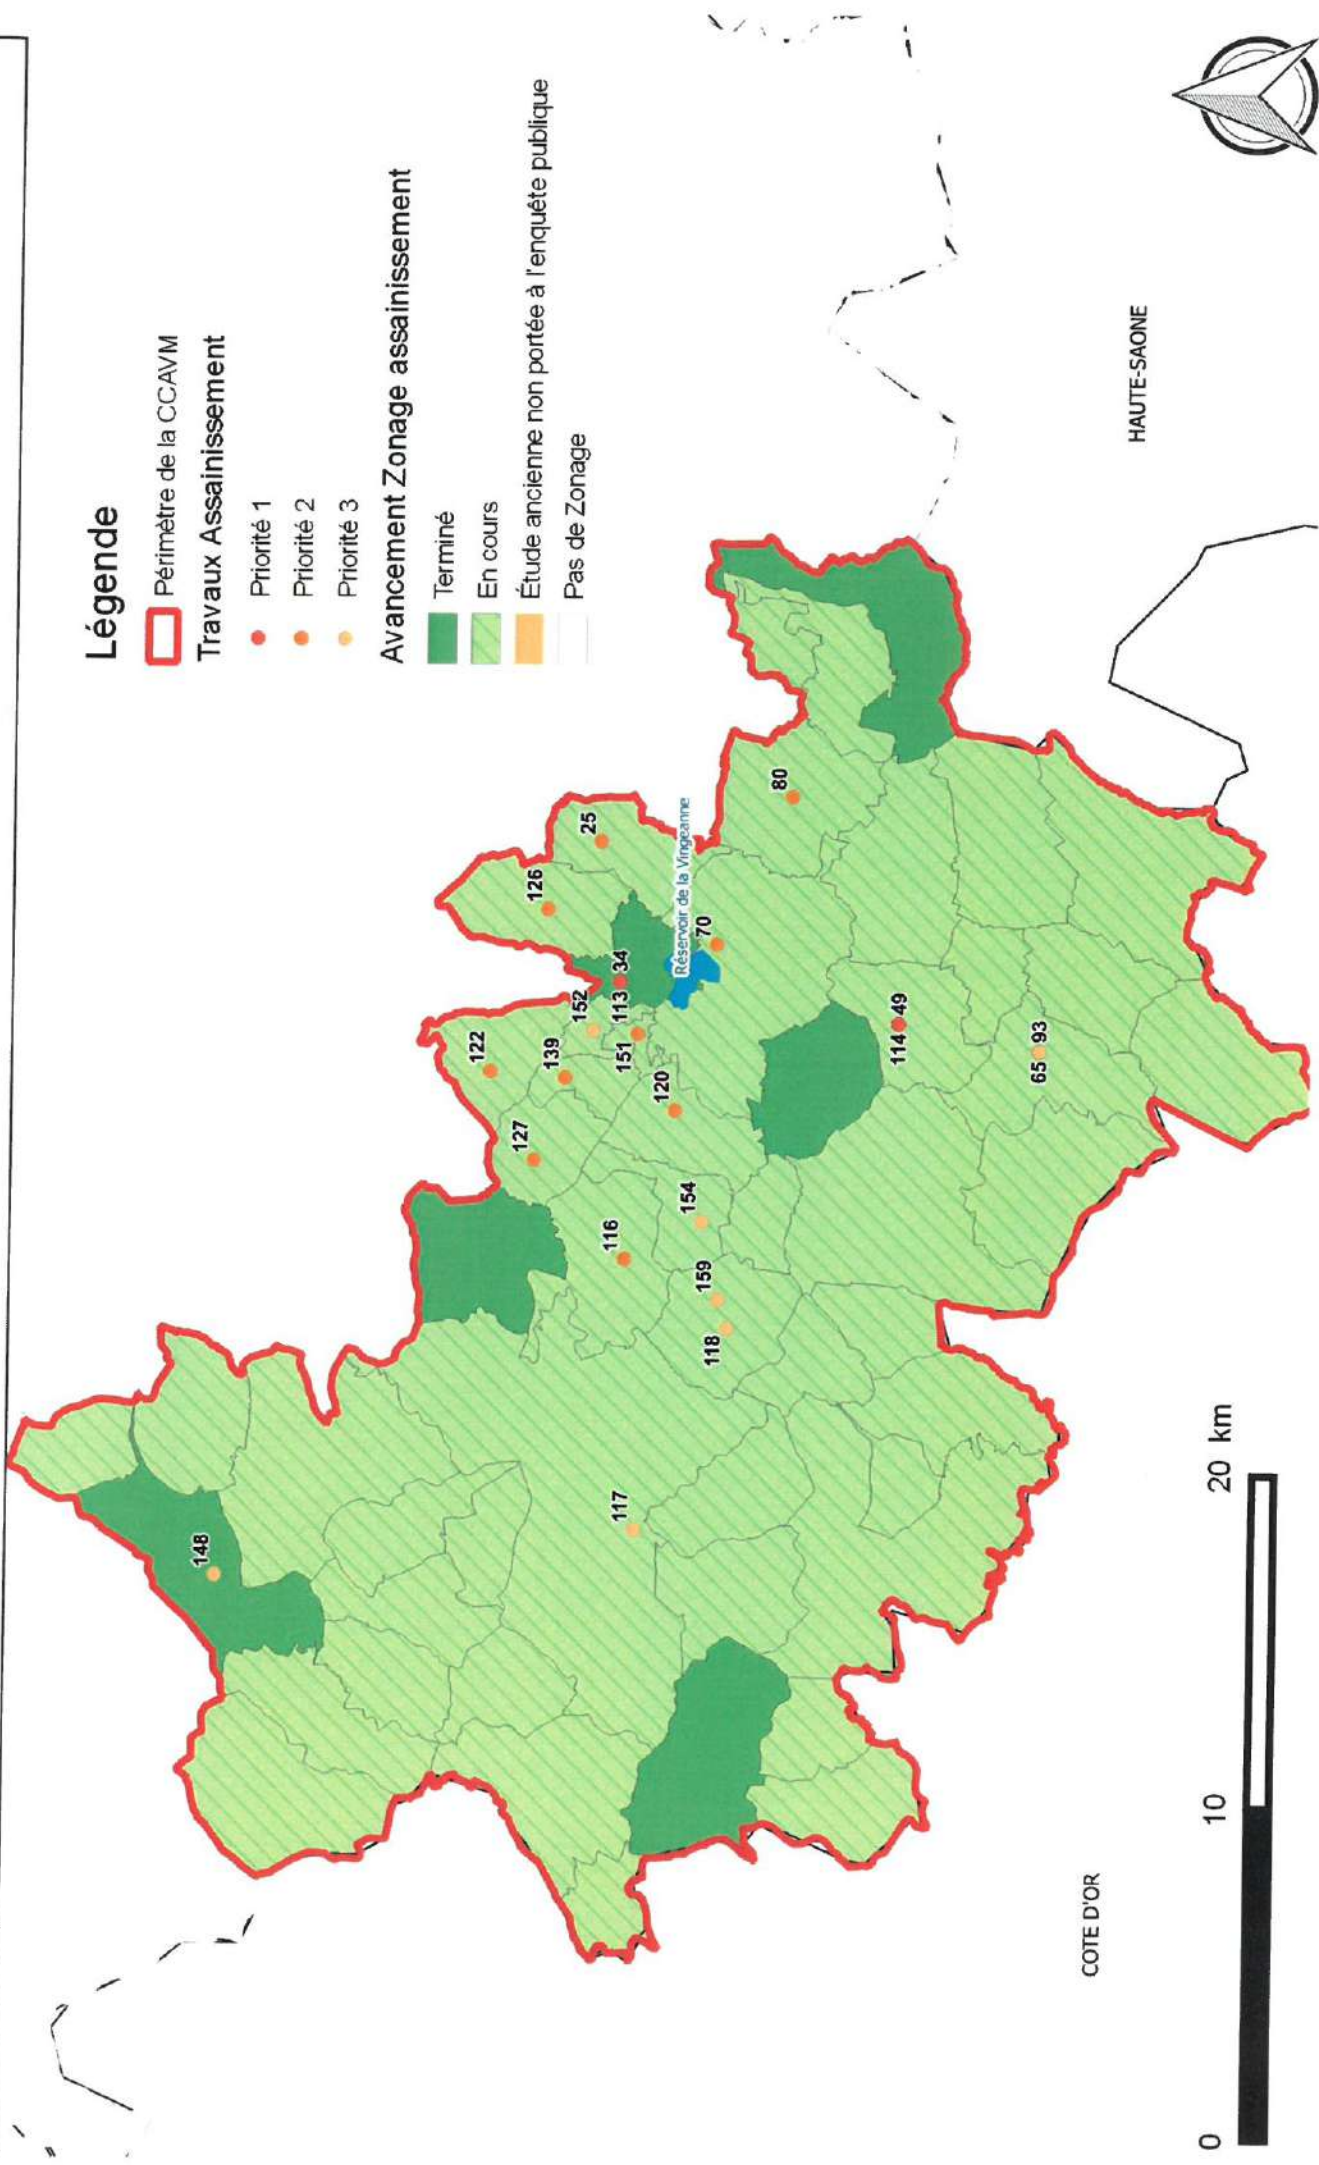 Légende
Périmètre de la CCAVM
Travaux Assainissement
Priorité 1
Priorité 2
Priorité 3
Avancement Zonage assainissement
Terminé
En cours
Étude ancienne non portée à l'enquête publique
Pas de Zonage
148
122
126
25
127
139
152
117
116
113 34
151
120
154
Réservoir de la Vingeanne
70
118 159
80
114 49
65 93
HAUTE-SAONE
COTE D'OR
0 10 20 km